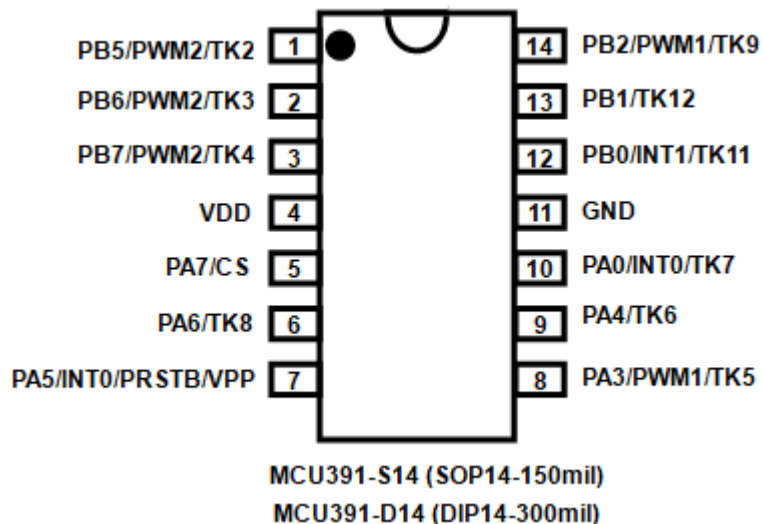 PB5/PWM2/TK2 1 14 PB2/PWM1/TK9
PB6/PWM2/TK3 2 13 PB1/TK12
PB7/PWM2/TK4 3 12 PB0/INT1/TK11
VDD 4 11 GND
PA7/CS 5 10 PA0/INT0/TK7
PA6/TK8 6 9 PA4/TK6
PA5/INT0/PRSTB/VPP 7 8 PA3/PWM1/TK5
MCU391-S14 (SOP14-150mil)
MCU391-D14 (DIP14-300mil)